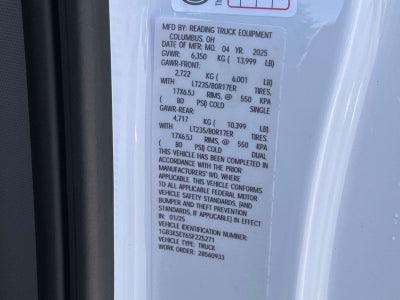 MFD BY: READING TRUCK EQUIPMENT
COLUMBUS, OH
DATE OF MFR: MO. 04 YR. 2025
GVWR: 6,350 KG ( 13,999 LB)
GAWR-FRONT:
2,722 KG ( 6,001 LB)
WITH LT235/80R17ER TIRES,
17X6.5J RIMS, @ 550 KPA
( 80 PSI) COLD SINGLE
GAWR-REAR:
4,717 KG ( 10,399 LB)
WITH LT235/80R17ER TIRES,
17X6.5J RIMS, @ 550 KPA
( 80 PSI) COLD DUAL
THIS VEHICLE HAS BEEN COMPLETED IN
ACCORDANCE WITH THE PRIOR
MANUFACTURERS' IVD, WHERE
APPLICABLE. THIS VEHICLE CONFORMS
TO ALL APPLICABLE FEDERAL MOTOR
VEHICLE SAFETY STANDARDS, [AND
BUMPER AND THEFT PREVENTION
STANDARDS, IF APPLICABLE] IN EFFECT
IN: 01/25
VEHICLE IDENTIFICATION NUMBER:
1GB3KSEY6SF225271
VEHICLE TYPE: TRUCK
WORK ORDER: 28560933